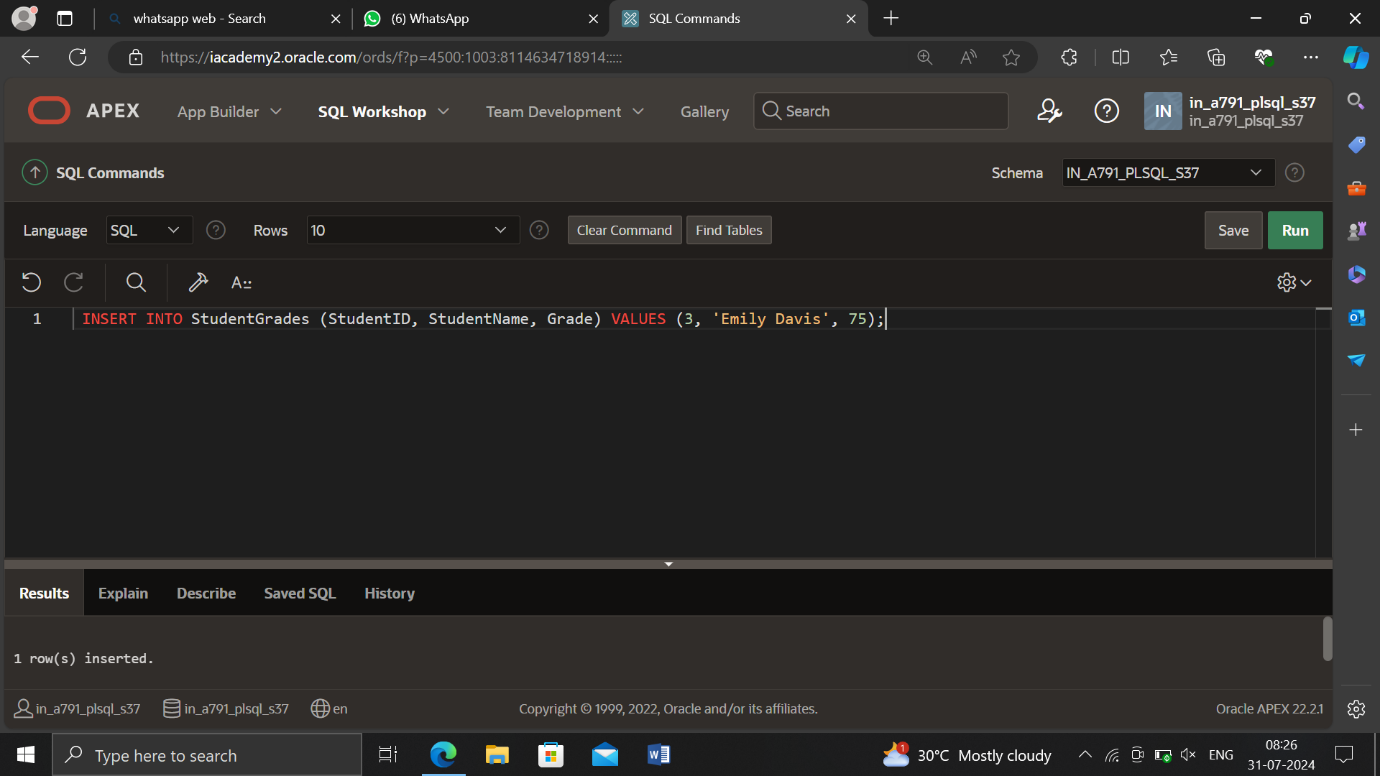 whatsapp web - Search
(6) WhatsApp
SQL Commands
https://iacademy2.oracle.com/ords/f?p=4500:1003:8114634718914:::::
APEX App Builder SQL Workshop Team Development Gallery Search IN in_a791_plsql_s37
in_a791_plsql_s37
SQL Commands Schema IN_A791_PLSQL_S37
Language SQL Rows 10 Clear Command Find Tables Save Run
A::
1 INSERT INTO StudentGrades (StudentID, StudentName, Grade) VALUES (3, 'Emily Davis', 75);
Results Explain Describe Saved SQL History
1 row(s) inserted.
in_a791_plsql_s37 in_a791_plsql_s37 en Copyright © 1999, 2022, Oracle and/or its affiliates. Oracle APEX 22.2.1
Type here to search 1 30°C Mostly cloudy ENG 08:26
31-07-2024